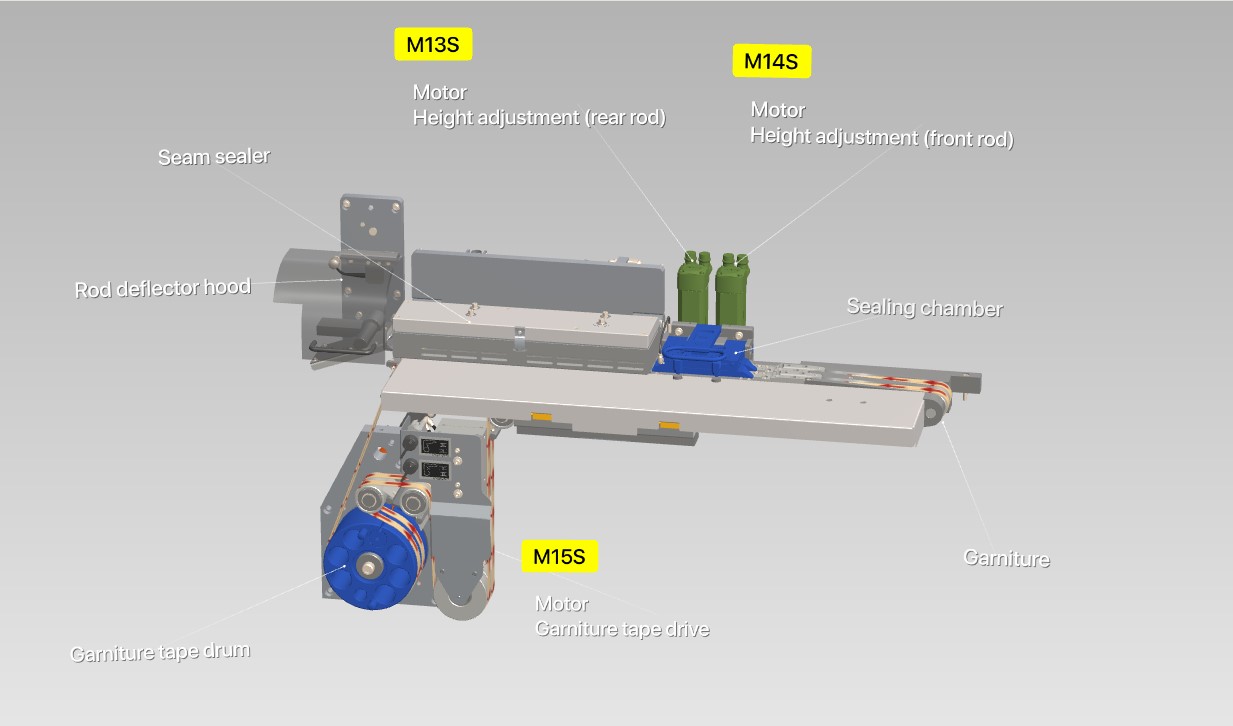 M13S
Motor
Height adjustment (rear rod)
M14S
Motor
Height adjustment (front rod)
Seam sealer
Rod deflector hood
Sealing chamber
M15S
Motor
Garniture tape drive
Garniture
Garniture tape drum